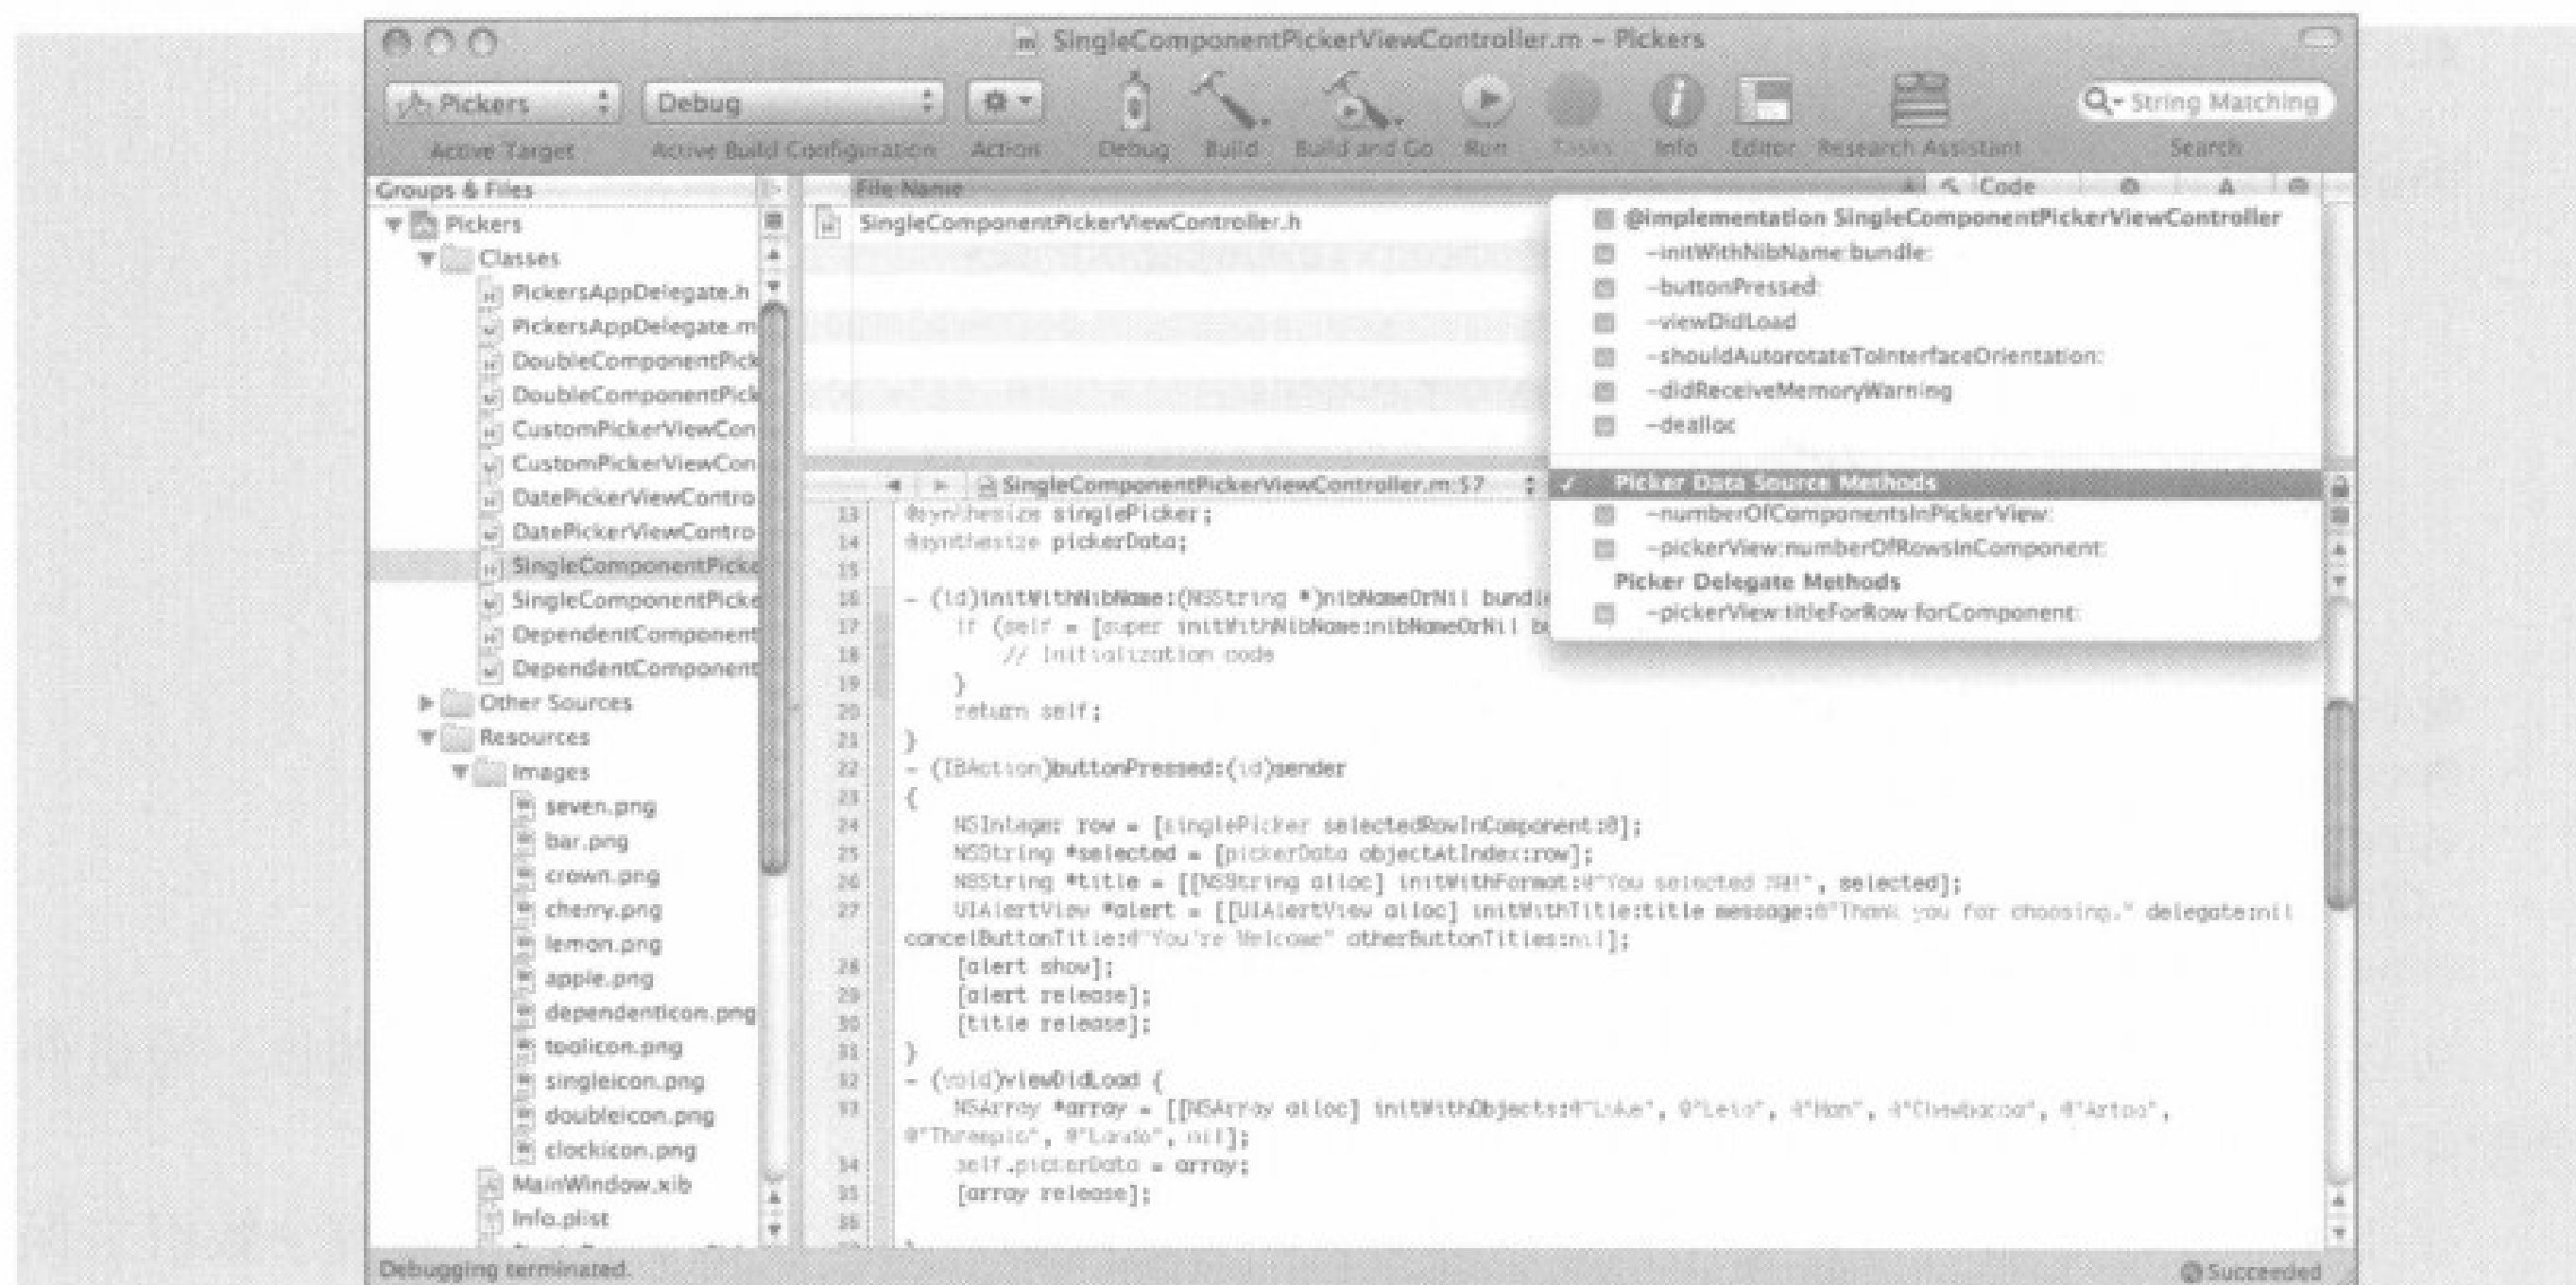 SingleComponentPickerViewController.m – Pickers
Pickers
Debug
String Matching
Active Target
Active Build Configuration
Action
Debug
Build
Build and Go
Run
Tasks
Info
Editor
Research Assistant
Search
Groups & Files
Pickers
Classes
PickersAppDelegate.h
PickersAppDelegate.m
DoubleComponentPick
DoubleComponentPick
CustomPickerViewCon
CustomPickerViewCon
DatePickerViewContro
DatePickerViewContro
SingleComponentPicke
SingleComponentPicke
DependentComponent
DependentComponent
Other Sources
Resources
Images
seven.png
bar.png
crown.png
cherry.png
lemon.png
apple.png
dependenticon.png
toolicon.png
singleicon.png
doubleicon.png
clockicon.png
MainWindow.xib
Info.plist
File Name
Code
SingleComponentPickerViewController.h
@implementation SingleComponentPickerViewController
-initWithNibName:bundle:
-buttonPressed:
-viewDidLoad
-shouldAutorotateToInterfaceOrientation:
-didReceiveMemoryWarning
-dealloc
✓ Picker Data Source Methods
-numberOfComponentsInPickerView:
-pickerView:numberOfRowsInComponent:
Picker Delegate Methods
-pickerView:titleForRow:forComponent:
SingleComponentPickerViewController.m:57
13 @synthesize singlePicker;
14 @synthesize pickerData;
15
16 - (id)initWithNibName:(NSString *)nibNameOrNil bundle
17 if (self = [super initWithNibName:nibNameOrNil bu
18 // Initialization code
19 }
20 return self;
21 }
22 - (IBAction)buttonPressed:(id)sender
23 {
24 NSInteger row = [singlePicker selectedRowInComponent:0];
25 NSString *selected = [pickerData objectAtIndex:row];
26 NSString *title = [[NSString alloc] initWithFormat:@"You selected %@!", selected];
27 UIAlertView *alert = [[UIAlertView alloc] initWithTitle:title message:@"Thank you for choosing." delegate:nil
cancelButtonTitle:@"You're Welcome" otherButtonTitles:nil];
28 [alert show];
29 [alert release];
30 [title release];
31 }
32 - (void)viewDidLoad {
33 NSArray *array = [[NSArray alloc] initWithObjects:@"Luke", @"Leia", @"Han", @"Chewbacca", @"Artoo",
@"Threepio", @"Lando", nil];
34 self.pickerData = array;
35 [array release];
36
Debugging terminated.
Succeeded